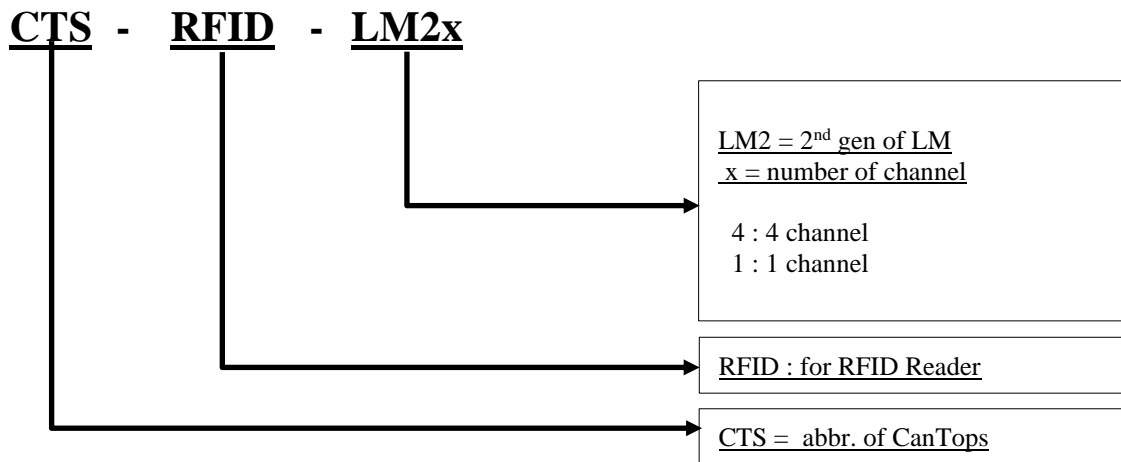 CTS - RFID - LM2x
LM2 = 2nd gen of LM
x = number of channel
4 : 4 channel
1 : 1 channel
RFID : for RFID Reader
CTS = abbr. of CanTops